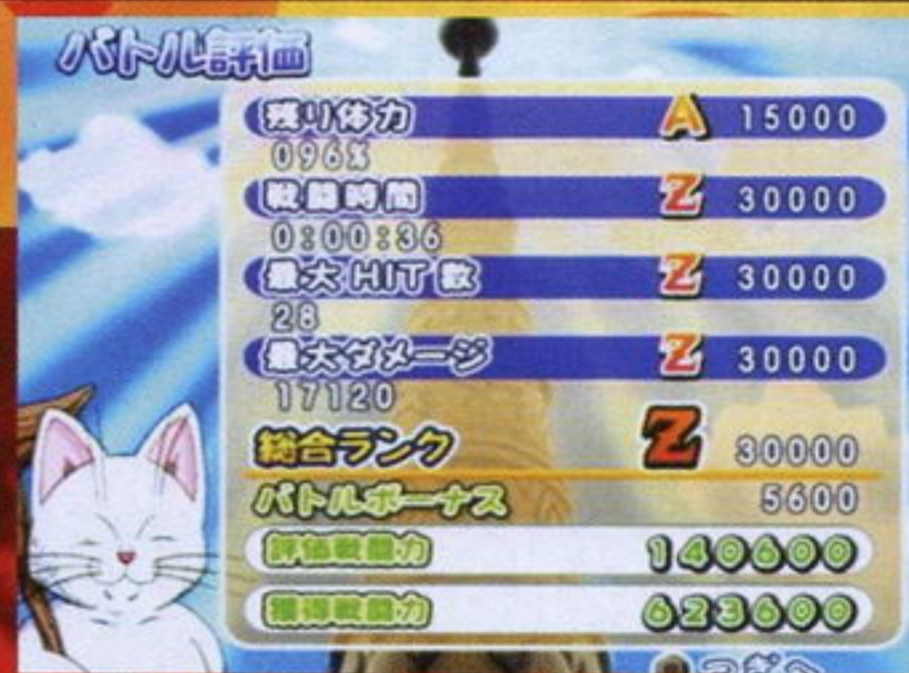 バトル評価
残り体力 A 15000
096%
戦闘時間 Z 30000
0:00:36
最大HIT数 Z 30000
28
最大ダメージ Z 30000
17120
総合ランク Z 30000
バトルボーナス 5600
評価戦闘力 140600
獲得戦闘力 623600
つぎへ